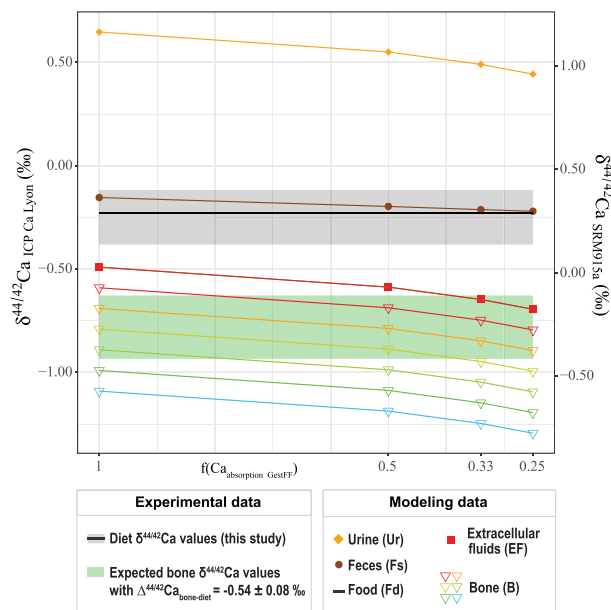 0.50
0.00
−0.50
−1.00
δ44/42Ca ICP Ca Lyon (‰)
1.00
0.50
0.00
−0.50
δ44/42Ca SRM915a (‰)
1
f(Ca absorption GestFF)
0.5
0.33
0.25
Experimental data
Diet δ44/42Ca values (this study)
Expected bone δ44/42Ca values
with Δ44/42Ca bone-diet = -0.54 ± 0.08 ‰
Modeling data
Urine (Ur)
Feces (Fs)
Food (Fd)
Extracellular
fluids (EF)
Bone (B)